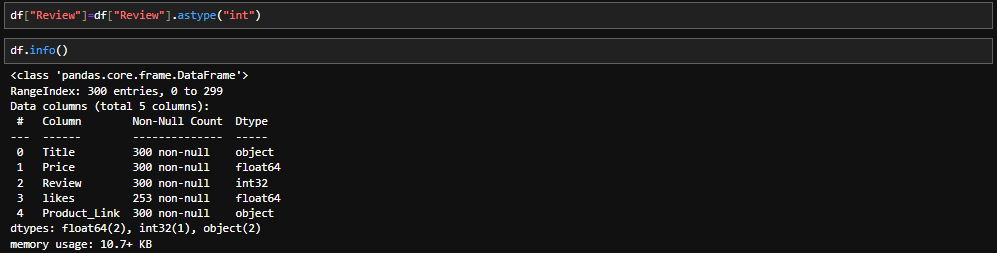 df["Review"]=df["Review"].astype("int")
df.info()
<class 'pandas.core.frame.DataFrame'>
RangeIndex: 300 entries, 0 to 299
Data columns (total 5 columns):
 #   Column        Non-Null Count  Dtype
---  ------        --------------  -----
 0   Title         300 non-null    object
 1   Price         300 non-null    float64
 2   Review        300 non-null    int32
 3   likes         253 non-null    float64
 4   Product_Link  300 non-null    object
dtypes: float64(2), int32(1), object(2)
memory usage: 10.7+ KB